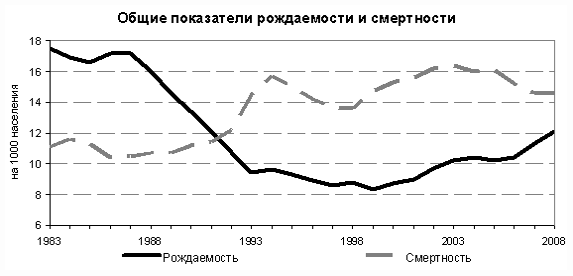 Общие показатели рождаемости и смертности
на 1000 населения
18
16
14
12
10
8
6
1983 1988 1993 1998 2003 2008
Рождаемость Смертность